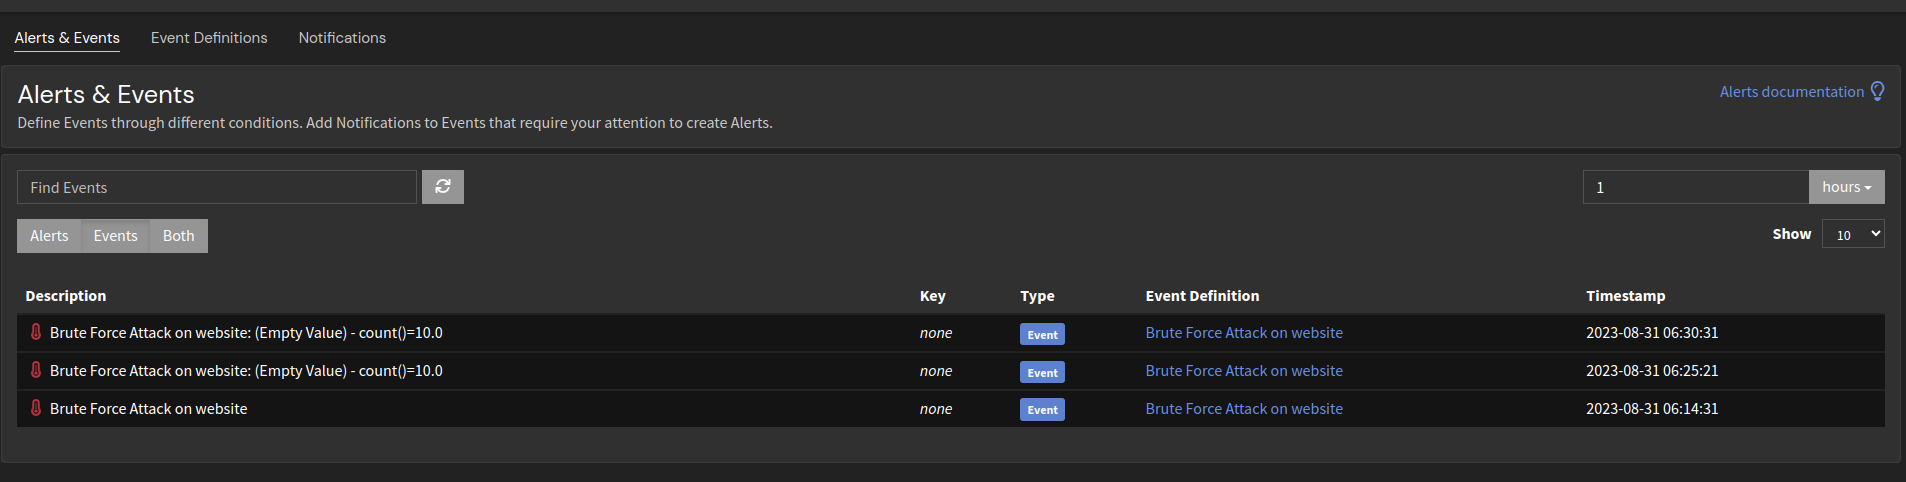 Alerts & Events Event Definitions Notifications
Alerts & Events
Alerts documentation
Define Events through different conditions. Add Notifications to Events that require your attention to create Alerts.
Find Events
1 hours
Alerts Events Both
Show 10
Description Key Type Event Definition Timestamp
Brute Force Attack on website: (Empty Value) - count()=10.0 none Event Brute Force Attack on website 2023-08-31 06:30:31
Brute Force Attack on website: (Empty Value) - count()=10.0 none Event Brute Force Attack on website 2023-08-31 06:25:21
Brute Force Attack on website none Event Brute Force Attack on website 2023-08-31 06:14:31